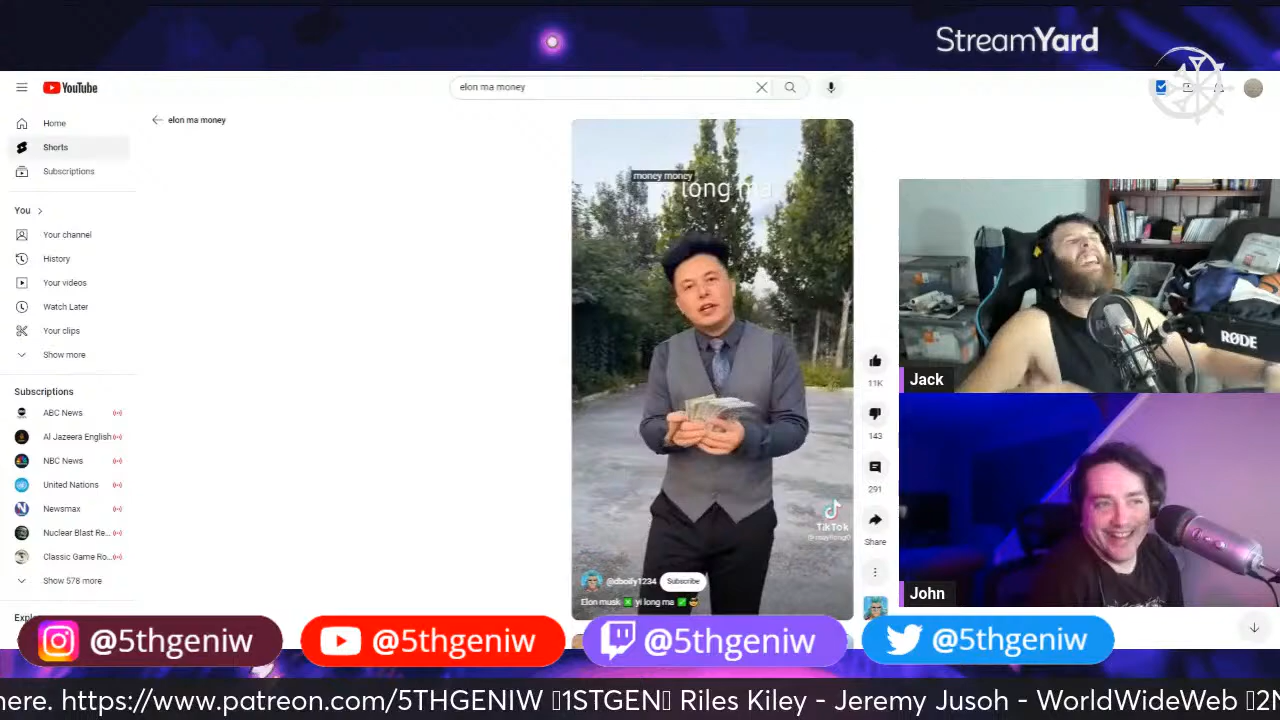 StreamYard
YouTube
elon ma money
Home
elon ma money
Shorts
Subscriptions
money money
long ma
You
Your channel
History
Your videos
Watch Later
Your clips
Show more
11K
Jack
Subscriptions
ABC News
143
Al Jazeera English
NBC News
291
United Nations
Newsmax
TikTok
Nuclear Blast Re...
Share
Classic Game Ro...
Show 578 more
@dboify1234 Subscribe
Elon musk ❎ yi long ma ✅ 😎
RØDE
John
Expl
@5thgeniw
@5thgeniw
@5thgeniw
@5thgeniw
here. https://www.patreon.com/5THGENIW 1STGEN Riles Kiley - Jeremy Jusoh - WorldWideWeb